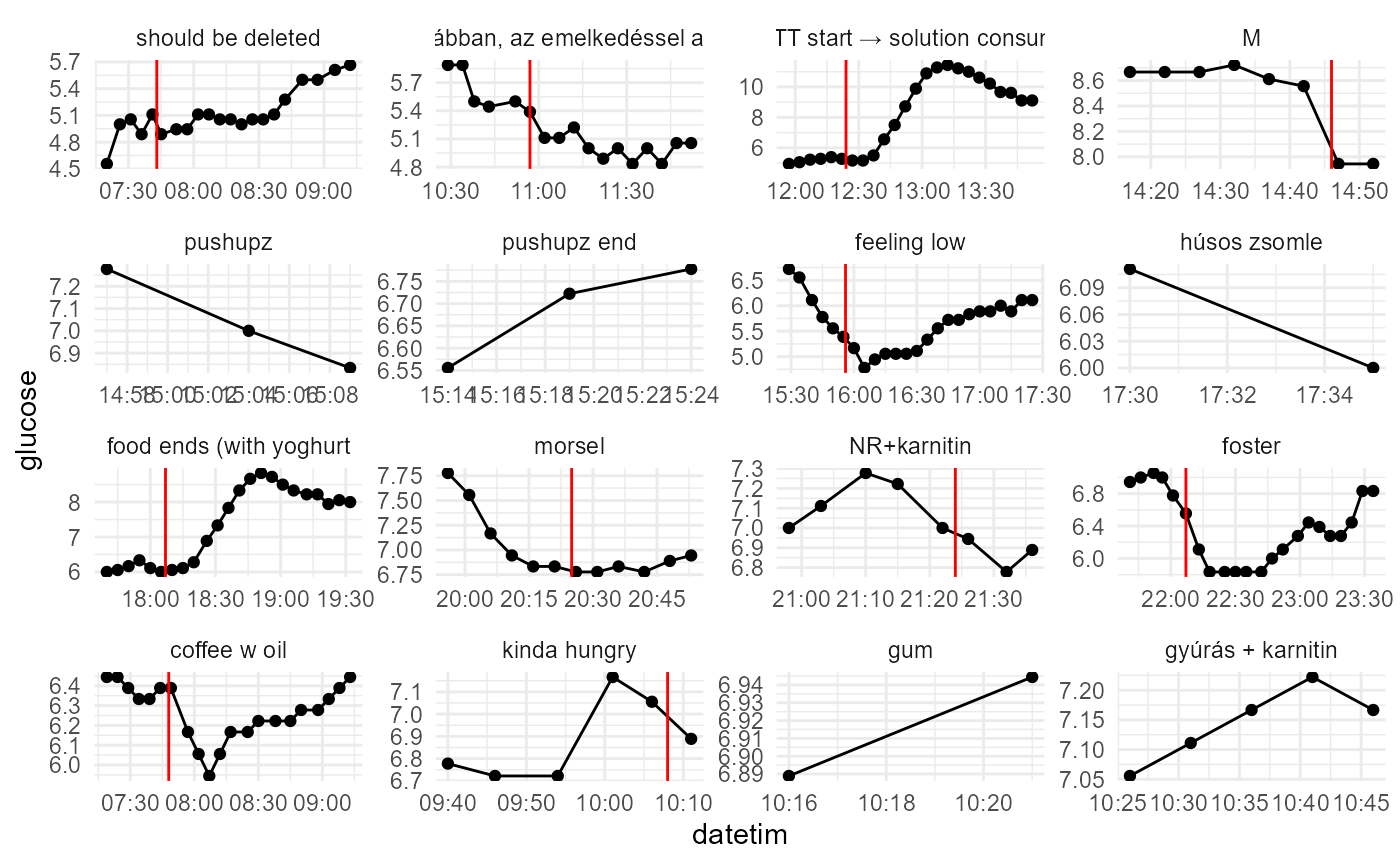 should be deleted
5.7
5.4
5.1
4.8
4.5
07:30 08:00 08:30 09:00
ábban, az emelkedéssel a
5.7
5.4
5.1
4.8
10:30 11:00 11:30
TT start → solution consur
10
8
6
12:00 12:30 13:00 13:30
M
8.6
8.4
8.2
8.0
14:20 14:30 14:40 14:50
pushupz
7.2
7.1
7.0
6.9
14:58 15:00 15:02 15:04 15:06 15:08
pushupz end
6.75
6.70
6.65
6.60
6.55
15:14 15:16 15:18 15:20 15:22 15:24
feeling low
6.5
6.0
5.5
5.0
15:30 16:00 16:30 17:00 17:30
húsos zsomle
6.09
6.06
6.03
6.00
17:30 17:32 17:34
glucose
food ends (with yoghurt
8
7
6
18:00 18:30 19:00 19:30
morsel
7.75
7.50
7.25
7.00
6.75
20:00 20:15 20:30 20:45
NR+karnitin
7.3
7.2
7.1
7.0
6.9
6.8
21:00 21:10 21:20 21:30
foster
6.8
6.4
6.0
22:00 22:30 23:00 23:30
coffee w oil
6.4
6.3
6.2
6.1
6.0
07:30 08:00 08:30 09:00
kinda hungry
7.1
7.0
6.9
6.8
6.7
09:40 09:50 10:00 10:10
gum
6.94
6.93
6.92
6.91
6.90
6.89
10:16 10:18 10:20
gyúrás + karnitin
7.20
7.15
7.10
7.05
10:25 10:30 10:35 10:40 10:45
datetim